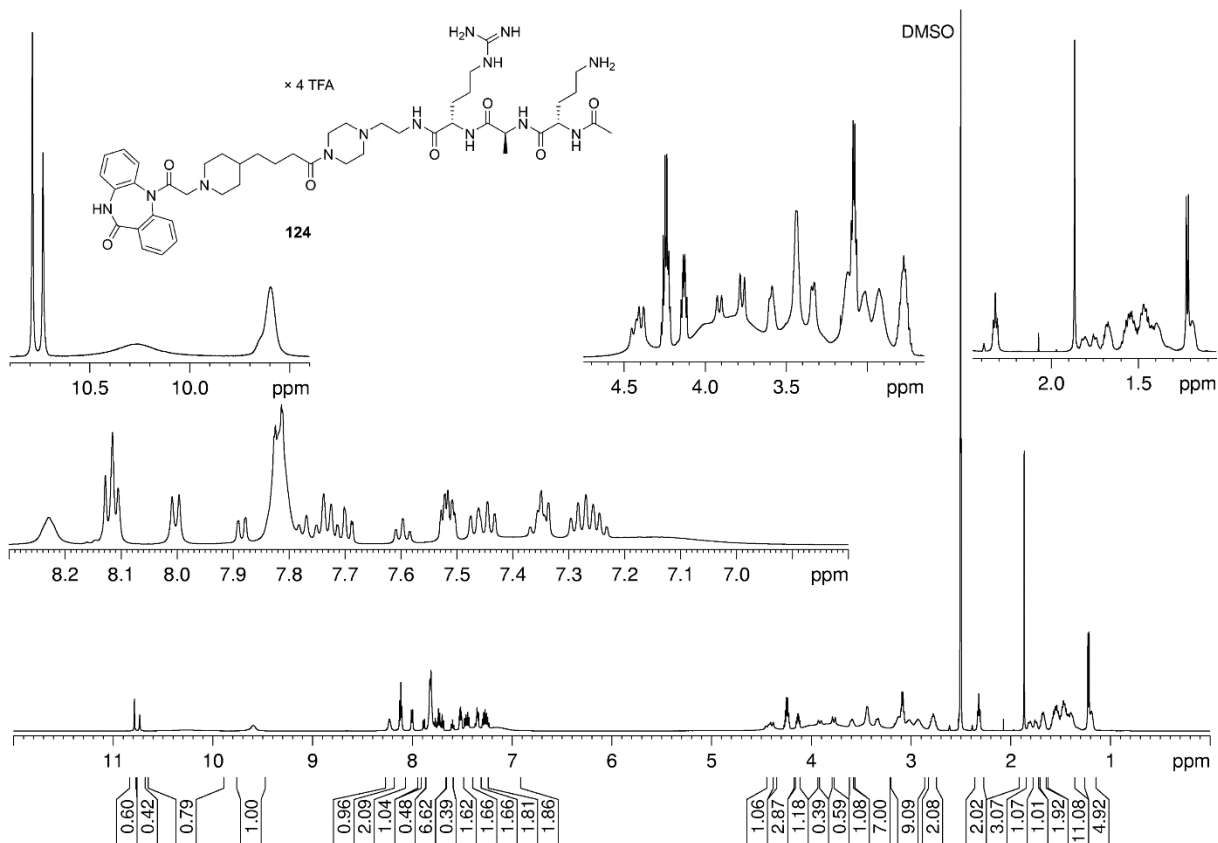 DMSO
H₂N NH
NH
NH₂
× 4 TFA
O O
H N N H N H
N N O N H O N H
O N O O
N N
HN O
O
124
10.5 10.0 ppm
4.5 4.0 3.5 ppm
2.0 1.5 ppm
8.2 8.1 8.0 7.9 7.8 7.7 7.6 7.5 7.4 7.3 7.2 7.1 7.0 ppm
11 10 9 8 7 6 5 4 3 2 1 ppm
0.60 0.42 0.79 1.00 0.96 2.09 1.04 0.48 6.62 0.39 1.62 1.66 1.66 1.81 1.86 1.06 2.87 1.18 0.39 0.59 1.08 7.00 9.09 2.08 2.02 3.07 1.07 1.01 1.92 11.08 4.92